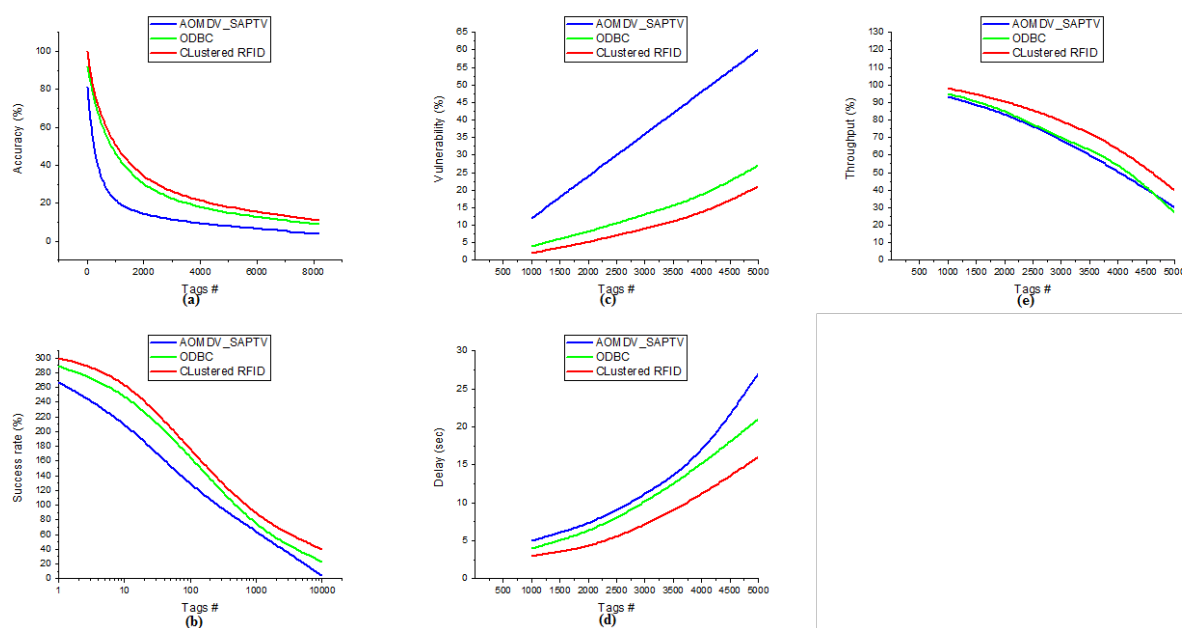 AOMDV_SAPTV
ODBC
CLustered RFID
Accuracy (%)
100
80
60
40
20
0
0 2000 4000 6000 8000
Tags #
(a)
AOMDV_SAPTV
ODBC
CLustered RFID
Vulnerability (%)
65
60
55
50
45
40
35
30
25
20
15
10
5
0
500 1000 1500 2000 2500 3000 3500 4000 4500 5000
Tags #
(c)
AOMDV_SAPTV
ODBC
CLustered RFID
Throughput (%)
130
120
110
100
90
80
70
60
50
40
30
20
10
0
500 1000 1500 2000 2500 3000 3500 4000 4500 5000
Tags #
(e)
AOMDV_SAPTV
ODBC
CLustered RFID
Success rate (%)
300
280
260
240
220
200
180
160
140
120
100
80
60
40
20
0
1 10 100 1000 10000
Tags #
(b)
AOMDV_SAPTV
ODBC
CLustered RFID
Delay (sec)
30
25
20
15
10
5
0
500 1000 1500 2000 2500 3000 3500 4000 4500 5000
Tags #
(d)